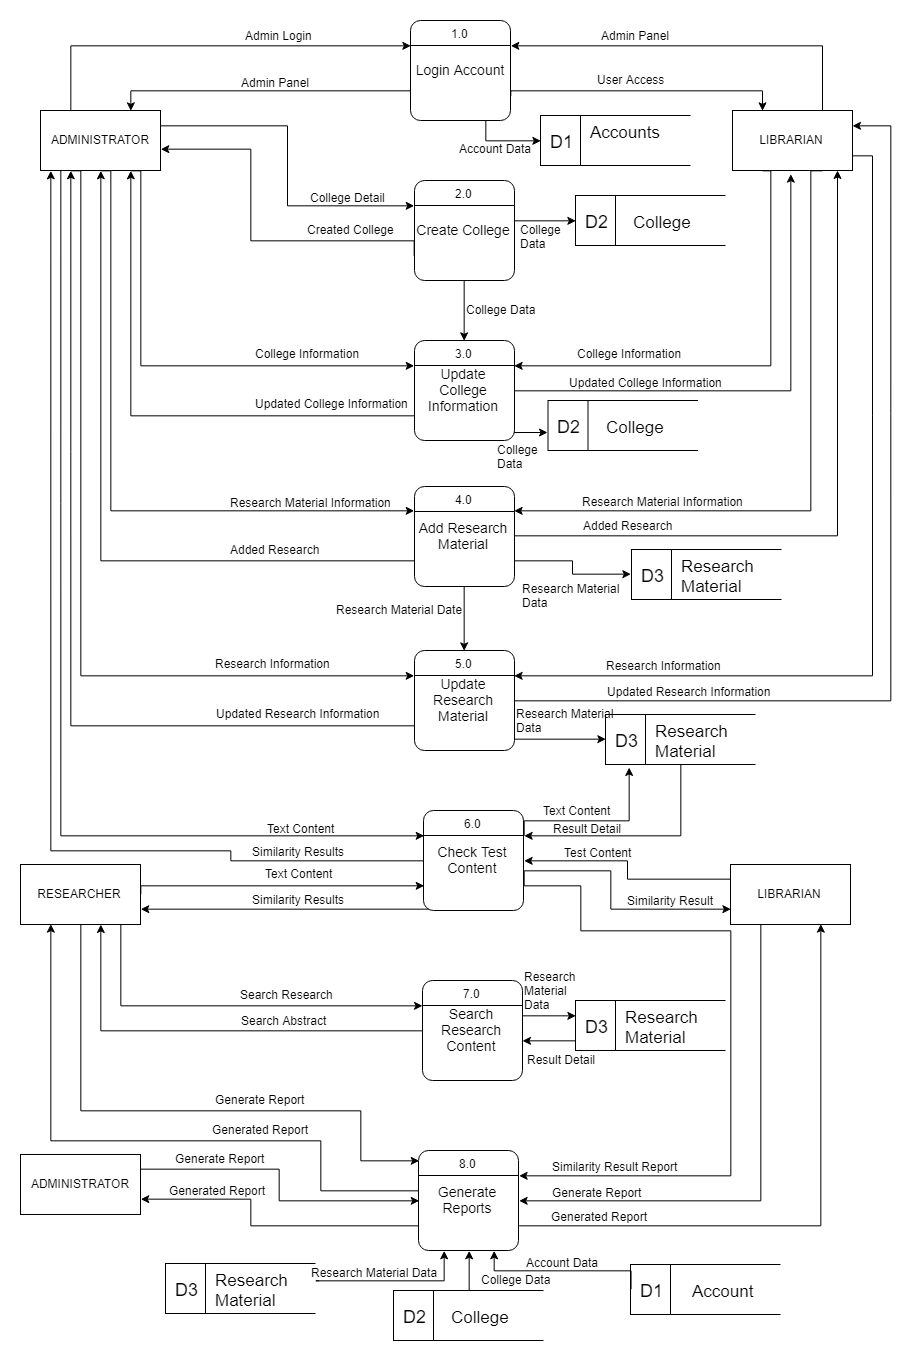 Admin Login
1.0
Admin Panel
Login Account
Admin Panel
User Access
ADMINISTRATOR
Account Data
D1
Accounts
LIBRARIAN
College Detail
2.0
Created College
Create College
College
Data
D2
College
College Data
College Information
3.0
College Information
Update
College
Information
Updated College Information
Updated College Information
College
Data
D2
College
Research Material Information
4.0
Research Material Information
Add Research
Material
Added Research
Added Research
Research Material
Data
D3
Research
Material
Research Material Date
Research Information
5.0
Research Information
Update
Research
Material
Updated Research Information
Updated Research Information
Research Material
Data
D3
Research
Material
Text Content
6.0
Text Content
Result Detail
Check Test
Content
Similarity Results
Test Content
RESEARCHER
Text Content
Similarity Results
Similarity Result
LIBRARIAN
Search Research
7.0
Search
Research
Content
Search Abstract
Research
Material
Data
D3
Research
Material
Result Detail
Generate Report
Generated Report
8.0
Generate
Reports
Similarity Result Report
ADMINISTRATOR
Generate Report
Generated Report
Generate Report
Generated Report
D3
Research
Material
Research Material Data
College Data
Account Data
D2
College
D1
Account